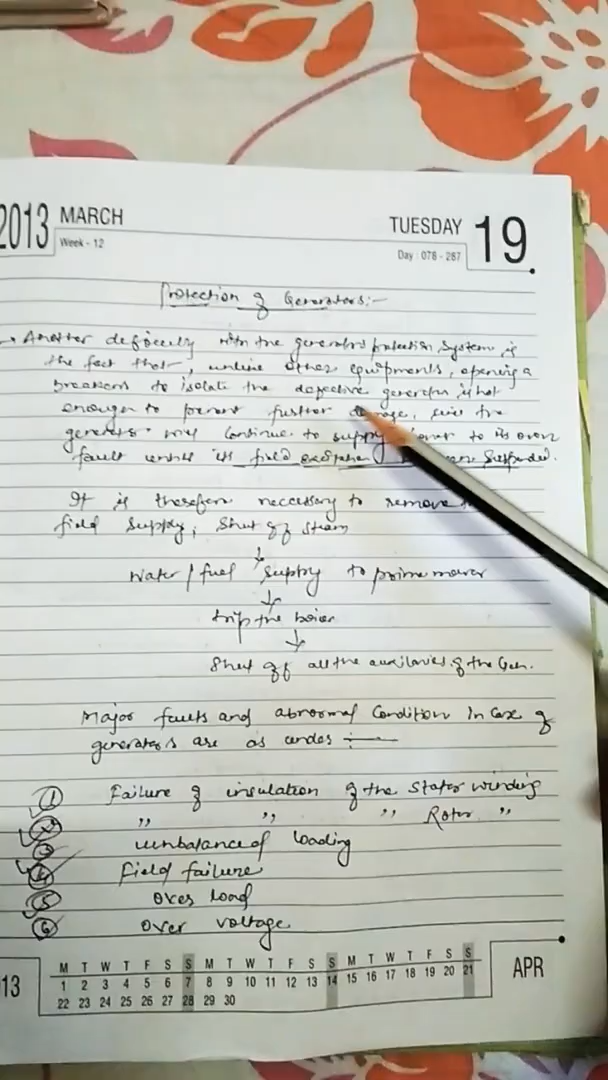 2013 MARCH
Week - 12
TUESDAY 19
Day : 078 - 287
Protection of Generators:-
→ Another deficully with the generators protection System is
the fact that, unlike other equipments, opening a
breakers to isolate the defective generator is not
enough to prevent further damage, since the
generator will Continue to supply power to its own
fault unless its field excitation suspended.
It is therefore necessary to remove
field supply, Shut off steam
↓
Water / fuel supply to prime mover
↓
trip the boiler
↓
Shut off all the auxilaries of the Gen.
Major faults and abnormal Condition in Case of
generators are as under :-
1 Failure of insulation of the Stator winding
2 ,, ,, ,, Rotor ,,
3 unbalance of loading
4 Field failure
5 Over load
6 Over voltage
13 M T W T F S S M T W T F S S M T W T F S S APR
1 2 3 4 5 6 7 8 9 10 11 12 13 14 15 16 17 18 19 20 21
22 23 24 25 26 27 28 29 30